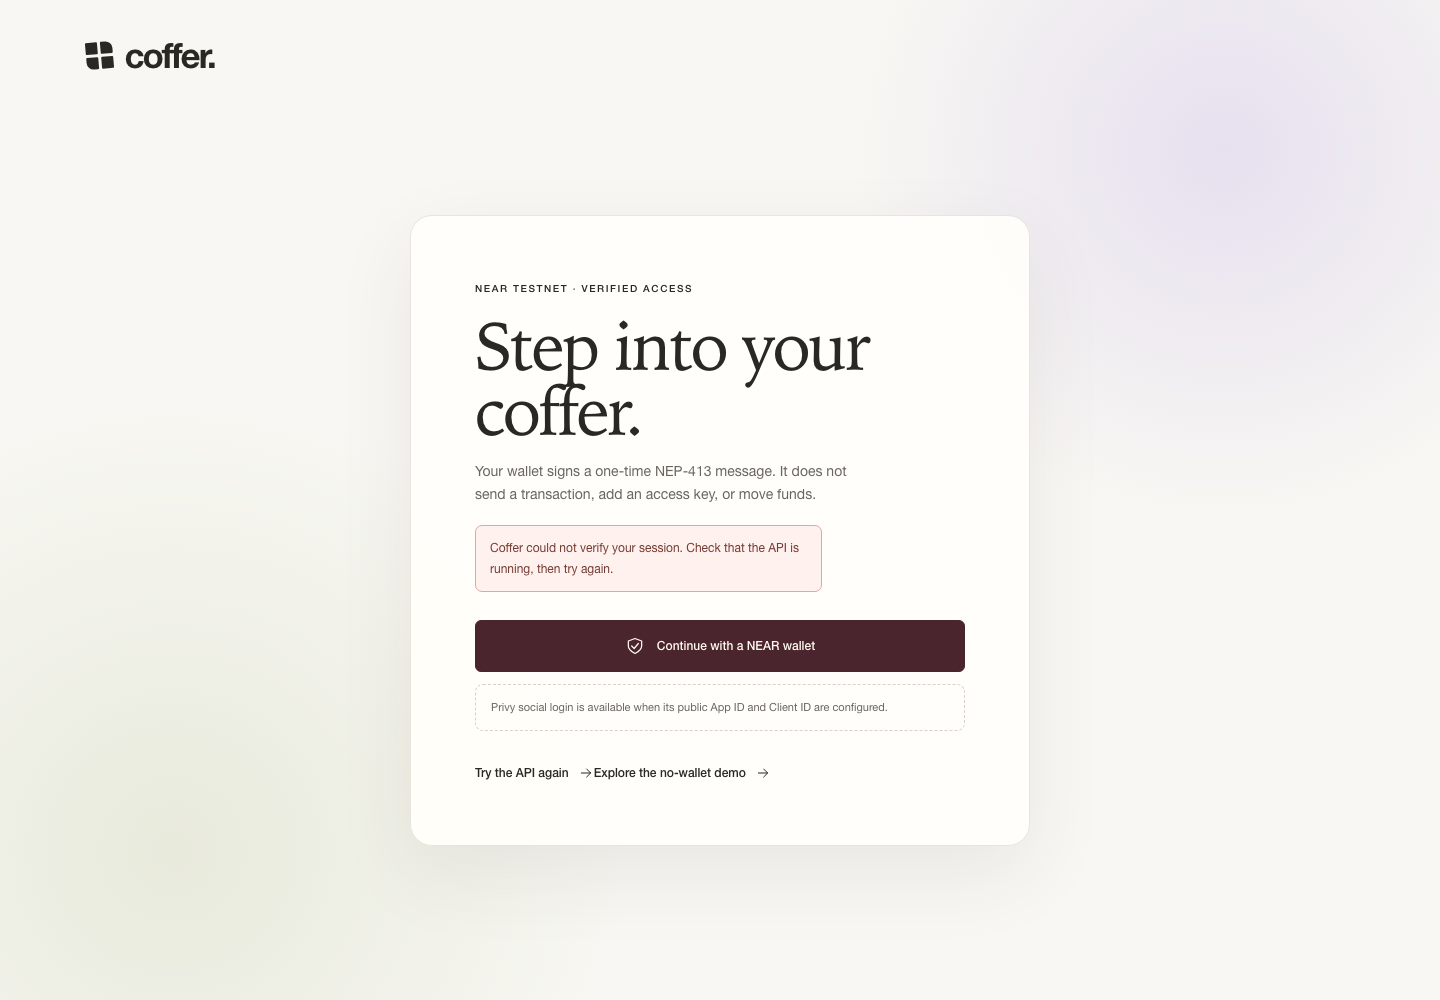 coffer.
NEAR TESTNET · VERIFIED ACCESS
Step into your
coffer.
Your wallet signs a one-time NEP-413 message. It does not
send a transaction, add an access key, or move funds.
Coffer could not verify your session. Check that the API is
running, then try again.
Continue with a NEAR wallet
Privy social login is available when its public App ID and Client ID are configured.
Try the API again → Explore the no-wallet demo →